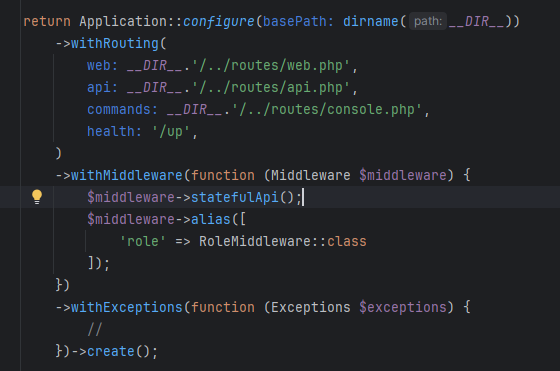 return Application::configure(basePath: dirname( path: __DIR__))
    ->withRouting(
        web: __DIR__.'/../routes/web.php',
        api: __DIR__.'/../routes/api.php',
        commands: __DIR__.'/../routes/console.php',
        health: '/up',
    )
    ->withMiddleware(function (Middleware $middleware) {
        $middleware->statefulApi();
        $middleware->alias([
            'role' => RoleMiddleware::class
        ]);
    })
    ->withExceptions(function (Exceptions $exceptions) {
        //
    })->create();